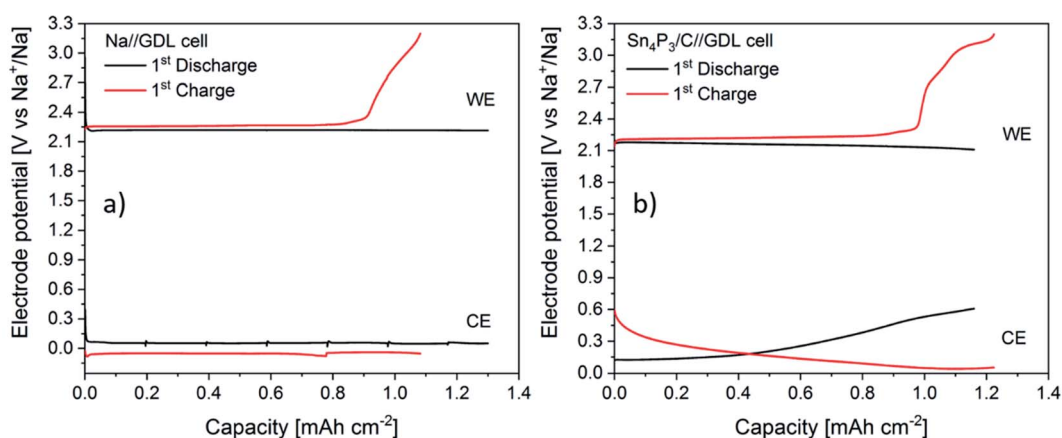 Na//GDL cell
1st Discharge
1st Charge
WE
a)
CE
Electrode potential [V vs Na+/Na]
3.3
3.0
2.7
2.4
2.1
1.8
1.5
1.2
0.9
0.6
0.3
0.0
0.0 0.2 0.4 0.6 0.8 1.0 1.2 1.4
Capacity [mAh cm-2]
Sn4P3/C//GDL cell
1st Discharge
1st Charge
WE
b)
CE
Electrode potential [V vs Na+/Na]
3.3
3.0
2.7
2.4
2.1
1.8
1.5
1.2
0.9
0.6
0.3
0.0
0.0 0.2 0.4 0.6 0.8 1.0 1.2 1.4
Capacity [mAh cm-2]